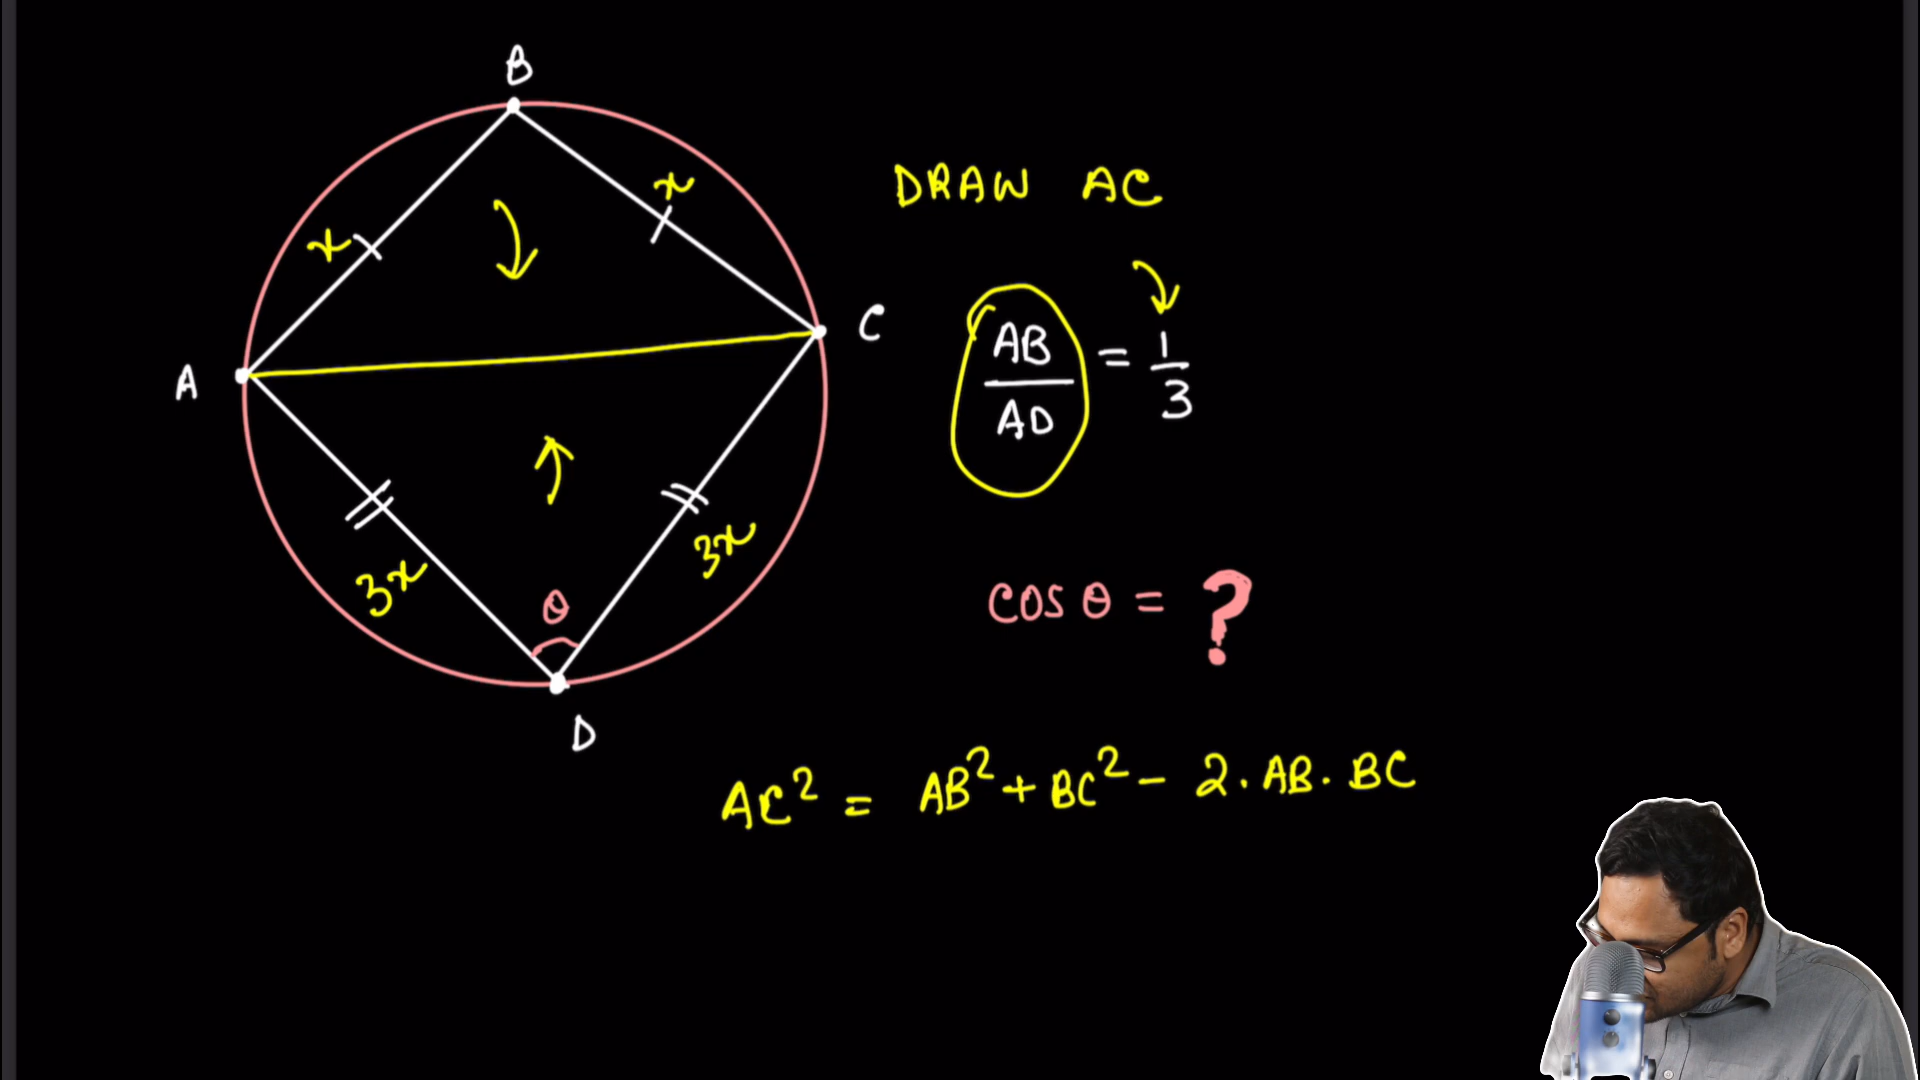 B
x
x
DRAW AC
C
A
AB
AD
= 1
3
3x
3x
θ
cos θ = ?
D
AC² = AB² + BC² - 2 · AB · BC